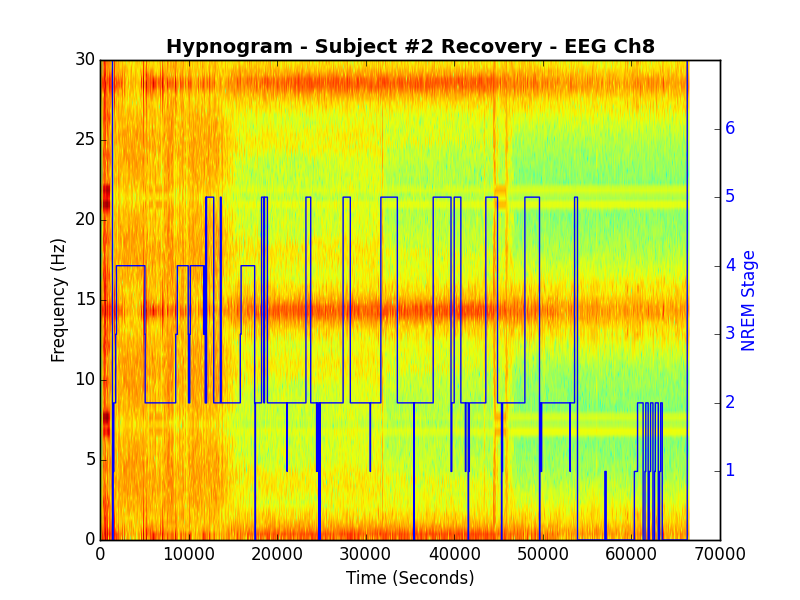 Hypnogram - Subject #2 Recovery - EEG Ch8
30
25
20
15
10
5
0
Frequency (Hz)
6
5
4
3
2
1
NREM Stage
0 10000 20000 30000 40000 50000 60000 70000
Time (Seconds)